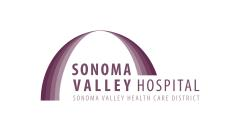 SONOMA
VALLEY HOSPITAL
SONOMA VALLEY HEALTH CARE DISTRICT